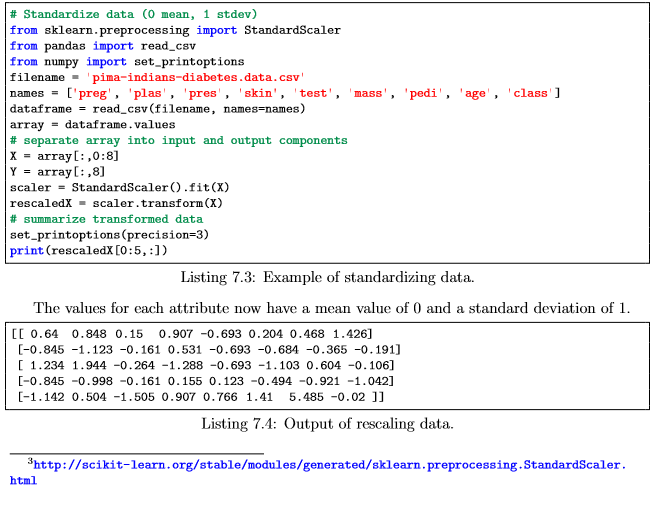 # Standardize data (0 mean, 1 stdev)
from sklearn.preprocessing import StandardScaler
from pandas import read_csv
from numpy import set_printoptions
filename = 'pima-indians-diabetes.data.csv'
names = ['preg', 'plas', 'pres', 'skin', 'test', 'mass', 'pedi', 'age', 'class']
dataframe = read_csv(filename, names=names)
array = dataframe.values
# separate array into input and output components
X = array[:,0:8]
Y = array[:,8]
scaler = StandardScaler().fit(X)
rescaledX = scaler.transform(X)
# summarize transformed data
set_printoptions(precision=3)
print(rescaledX[0:5,:])
Listing 7.3: Example of standardizing data.
The values for each attribute now have a mean value of 0 and a standard deviation of 1.
[[ 0.64  0.848 0.15  0.907 -0.693 0.204 0.468 1.426]
[-0.845 -1.123 -0.161 0.531 -0.693 -0.684 -0.365 -0.191]
[ 1.234 1.944 -0.264 -1.288 -0.693 -1.103 0.604 -0.106]
[-0.845 -0.998 -0.161 0.155 0.123 -0.494 -0.921 -1.042]
[-1.142 0.504 -1.505 0.907 0.766 1.41  5.485 -0.02 ]]
Listing 7.4: Output of rescaling data.
3http://scikit-learn.org/stable/modules/generated/sklearn.preprocessing.StandardScaler.
html